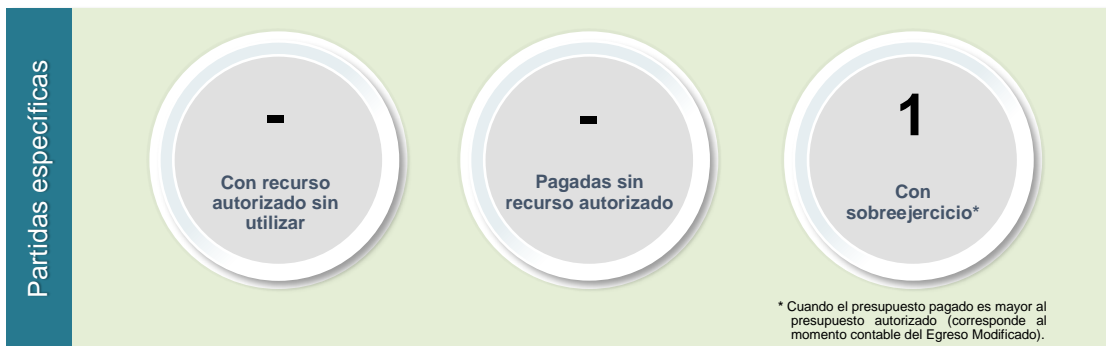 Partidas específicas
-
Con recurso
autorizado sin
utilizar
-
Pagadas sin
recurso autorizado
1
Con
sobreejercicio*
* Cuando el presupuesto pagado es mayor al
presupuesto autorizado (corresponde al
momento contable del Egreso Modificado).